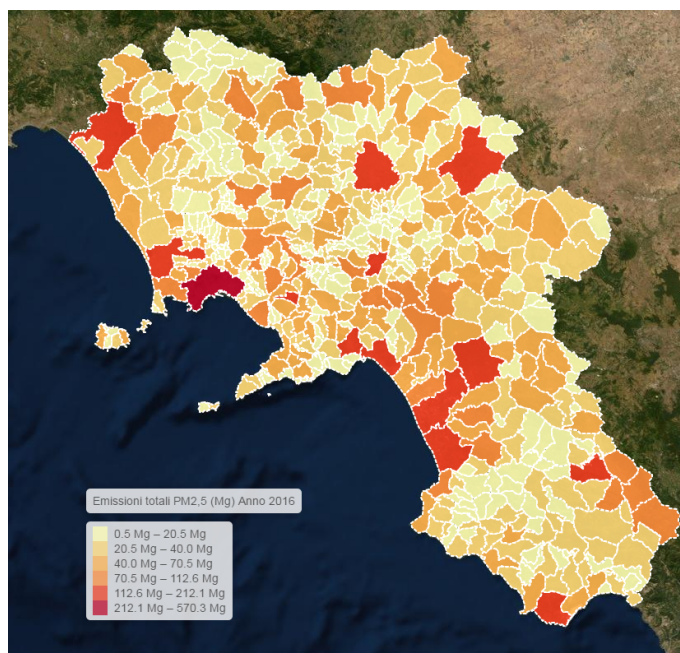 Emissioni totali PM2,5 (Mg) Anno 2016
0.5 Mg – 20.5 Mg
20.5 Mg – 40.0 Mg
40.0 Mg – 70.5 Mg
70.5 Mg – 112.6 Mg
112.6 Mg – 212.1 Mg
212.1 Mg – 570.3 Mg